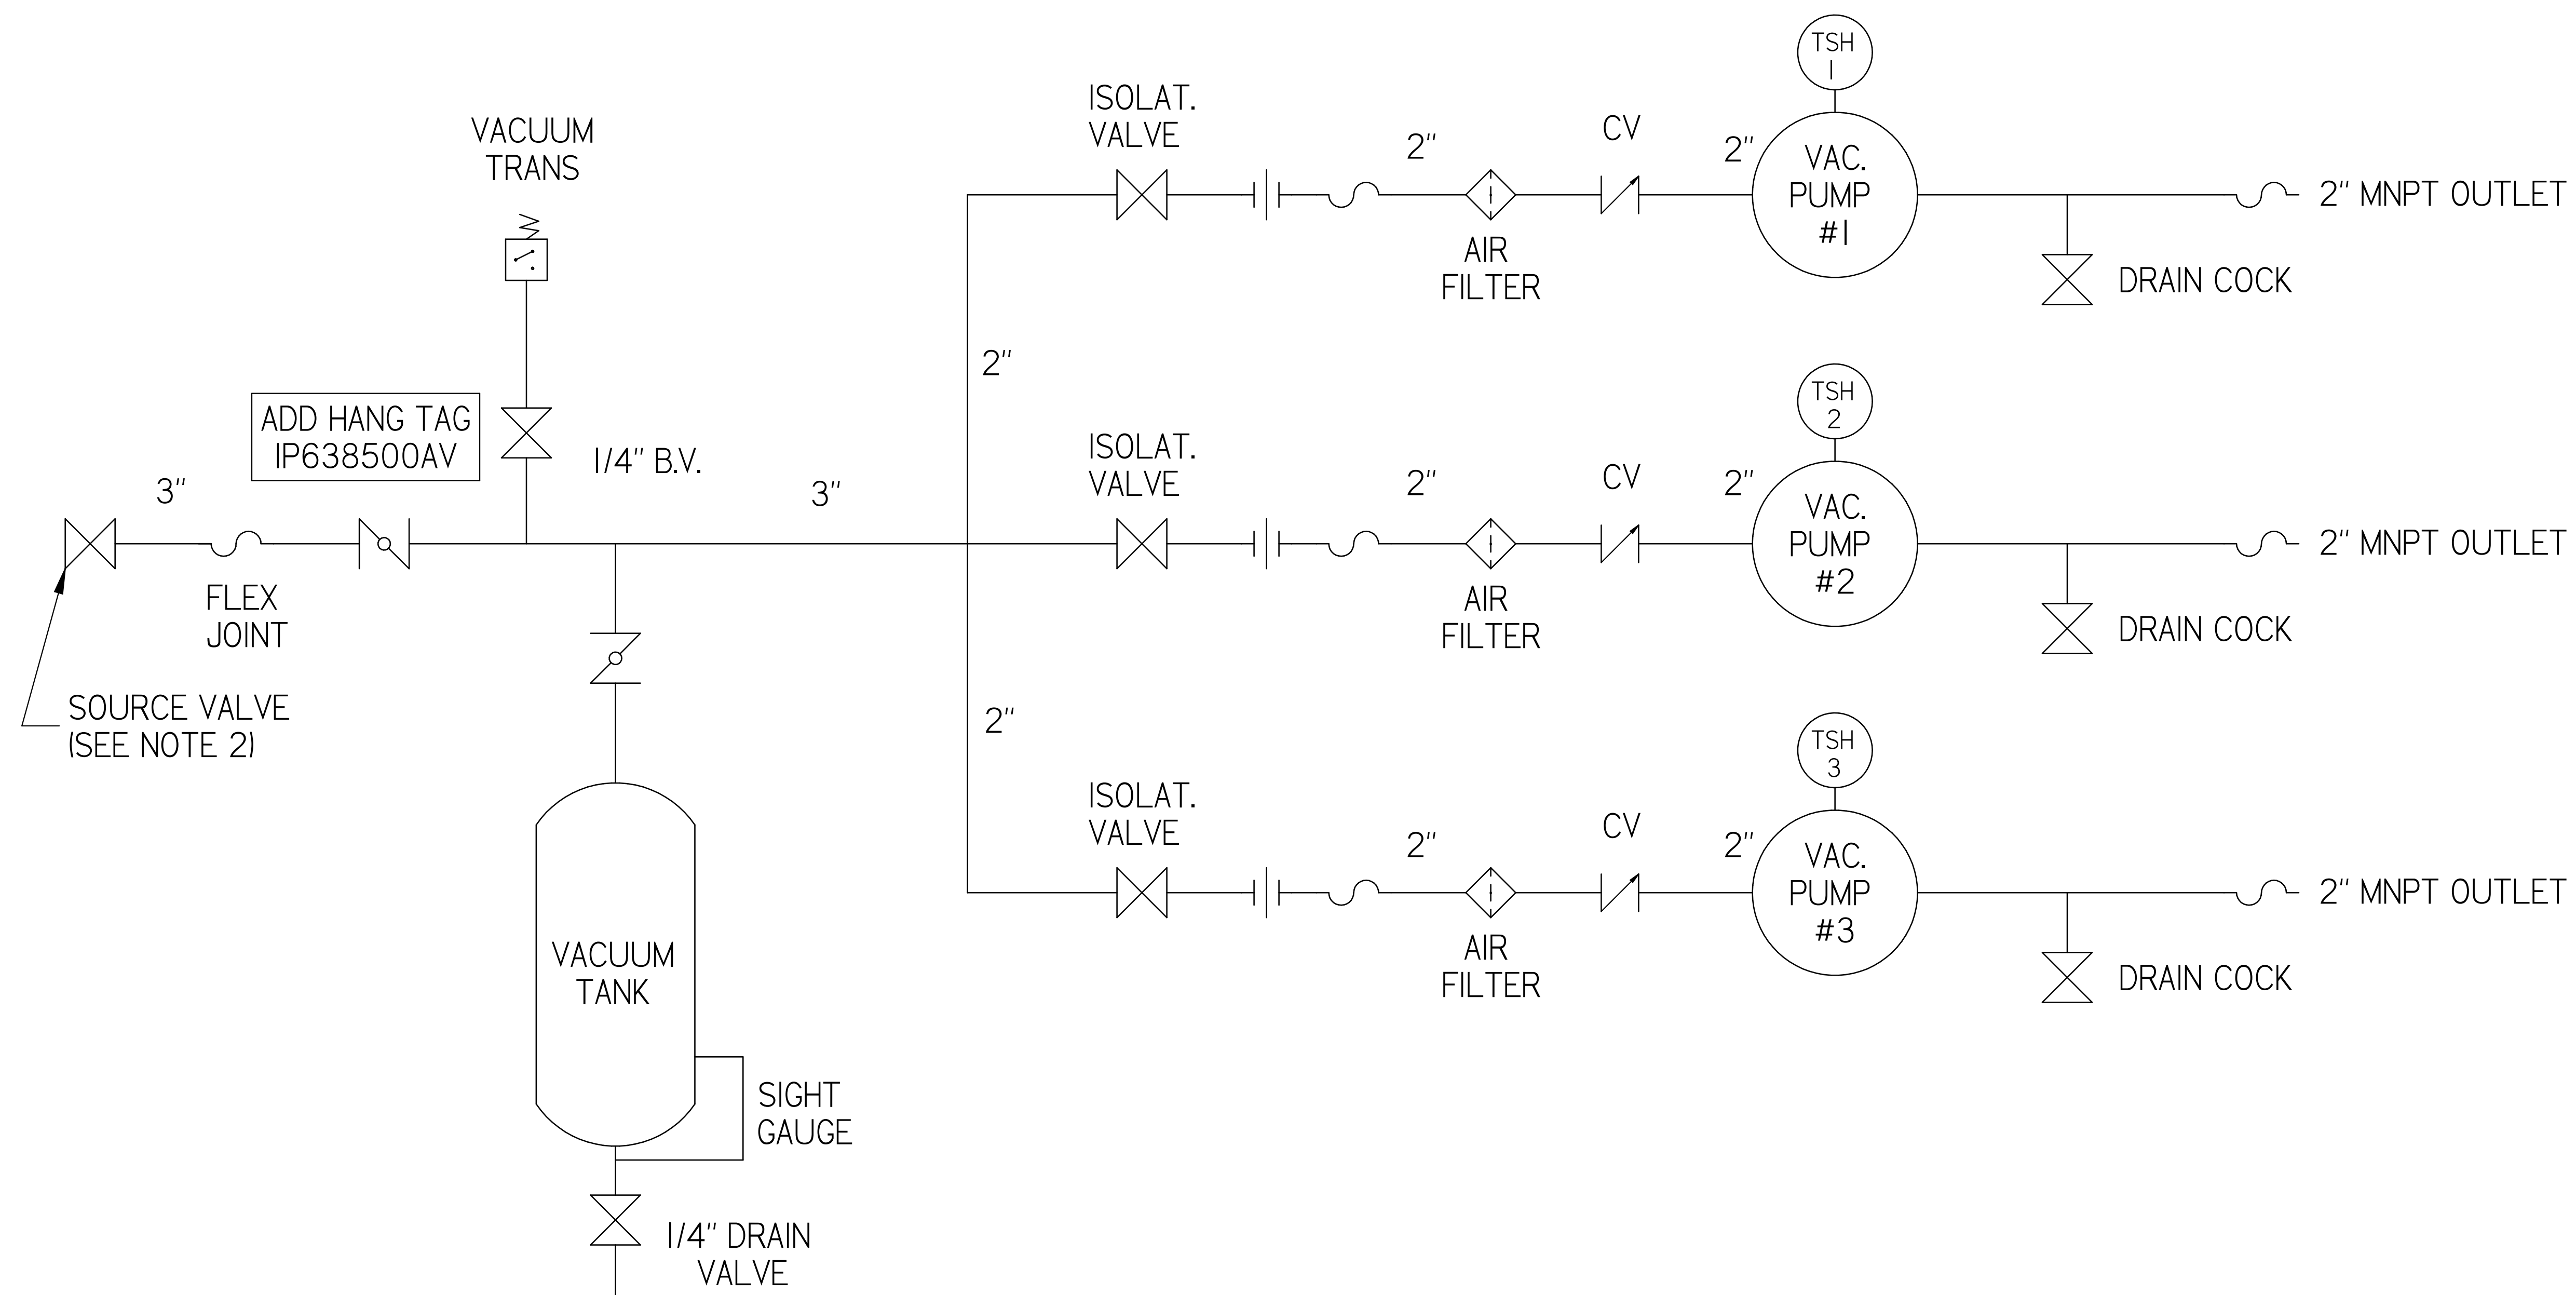 TSH
1
ISOLAT.
VALVE
2"
CV
2"
VAC.
PUMP
#1
2" MNPT OUTLET
AIR
FILTER
DRAIN COCK
VACUUM
TRANS
2"
ADD HANG TAG
IP638500AV
1/4" B.V.
3"
3"
FLEX
JOINT
SOURCE VALVE
(SEE NOTE 2)
TSH
2
ISOLAT.
VALVE
2"
CV
2"
VAC.
PUMP
#2
2" MNPT OUTLET
AIR
FILTER
DRAIN COCK
2"
TSH
3
ISOLAT.
VALVE
2"
CV
2"
VAC.
PUMP
#3
2" MNPT OUTLET
AIR
FILTER
DRAIN COCK
VACUUM
TANK
SIGHT
GAUGE
1/4" DRAIN
VALVE